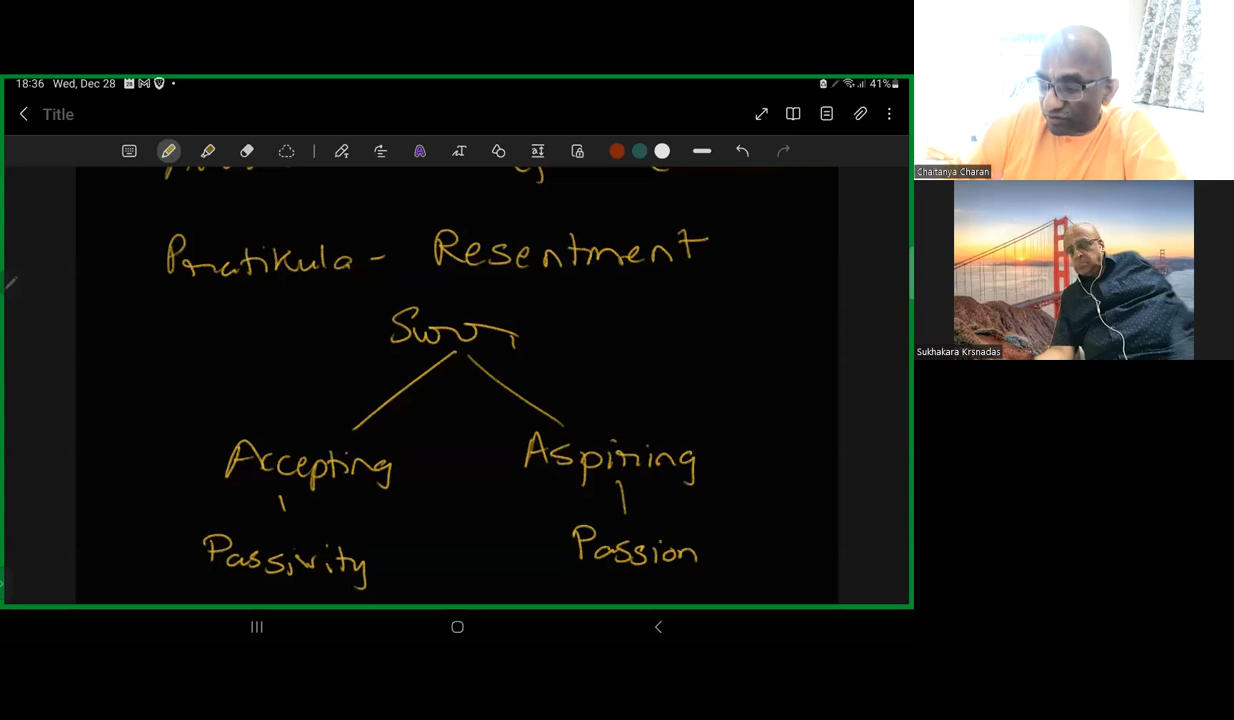 18:36 Wed, Dec 28
41%
Title
Pratikula - Resentment
Accepting Aspiring
Passivity Passion
Chaitanya Charan
Sukhakara Krsnadas